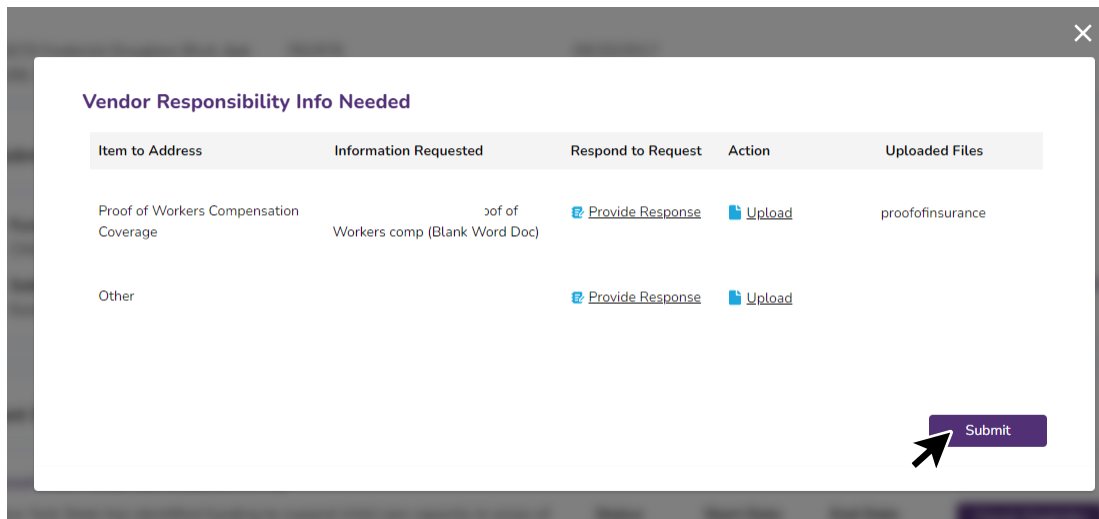 Vendor Responsibility Info Needed
Item to Address Information Requested Respond to Request Action Uploaded Files
Proof of Workers Compensation Coverage
of
Workers comp (Blank Word Doc)
Provide Response
Upload
proofofinsurance
Other
Provide Response
Upload
Submit